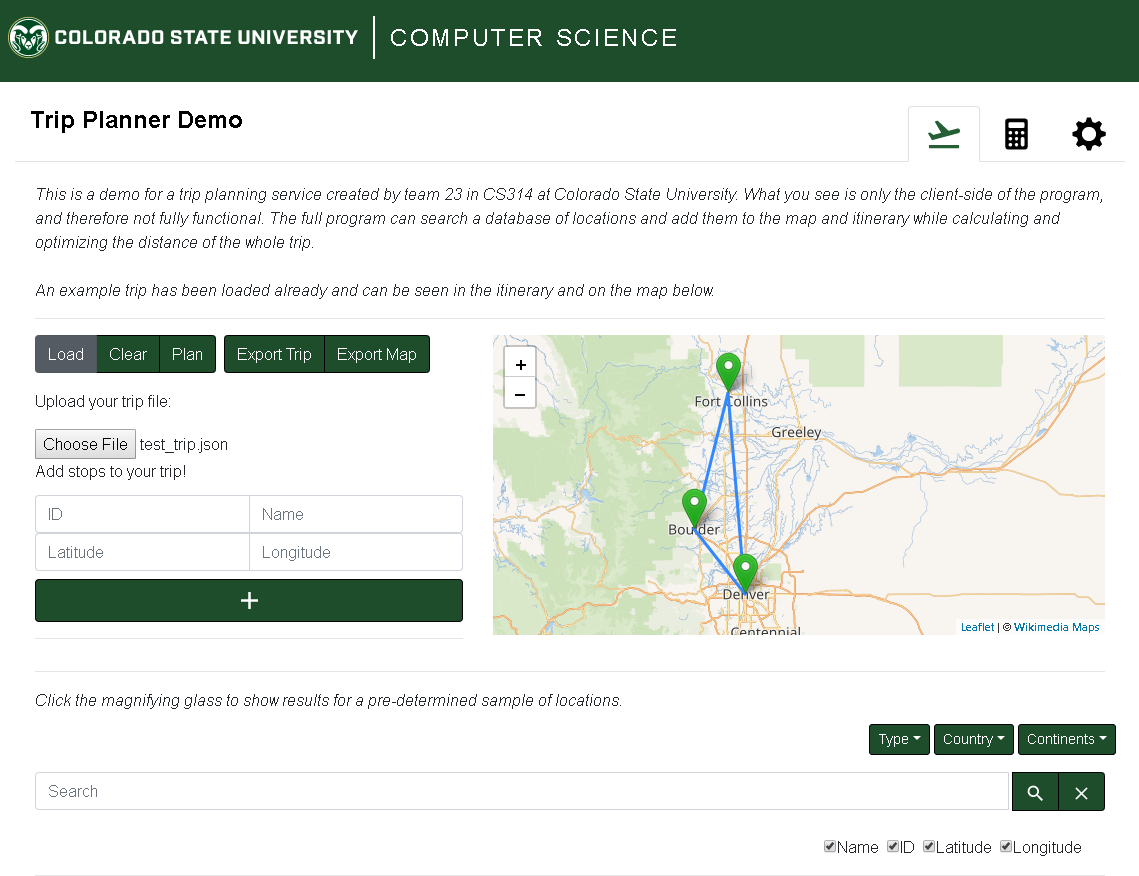 COLORADO STATE UNIVERSITY COMPUTER SCIENCE
Trip Planner Demo
This is a demo for a trip planning service created by team 23 in CS314 at Colorado State University. What you see is only the client-side of the program,
and therefore not fully functional. The full program can search a database of locations and add them to the map and itinerary while calculating and
optimizing the distance of the whole trip.
An example trip has been loaded already and can be seen in the itinerary and on the map below.
Load Clear Plan Export Trip Export Map
Upload your trip file:
Choose File test_trip.json
Add stops to your trip!
ID Name
Latitude Longitude
+
+
−
Fort Collins
Greeley
Boulder
Denver
Centennial
Leaflet | © Wikimedia Maps
Click the magnifying glass to show results for a pre-determined sample of locations.
Type Country Continents
Search
Name ID Latitude Longitude